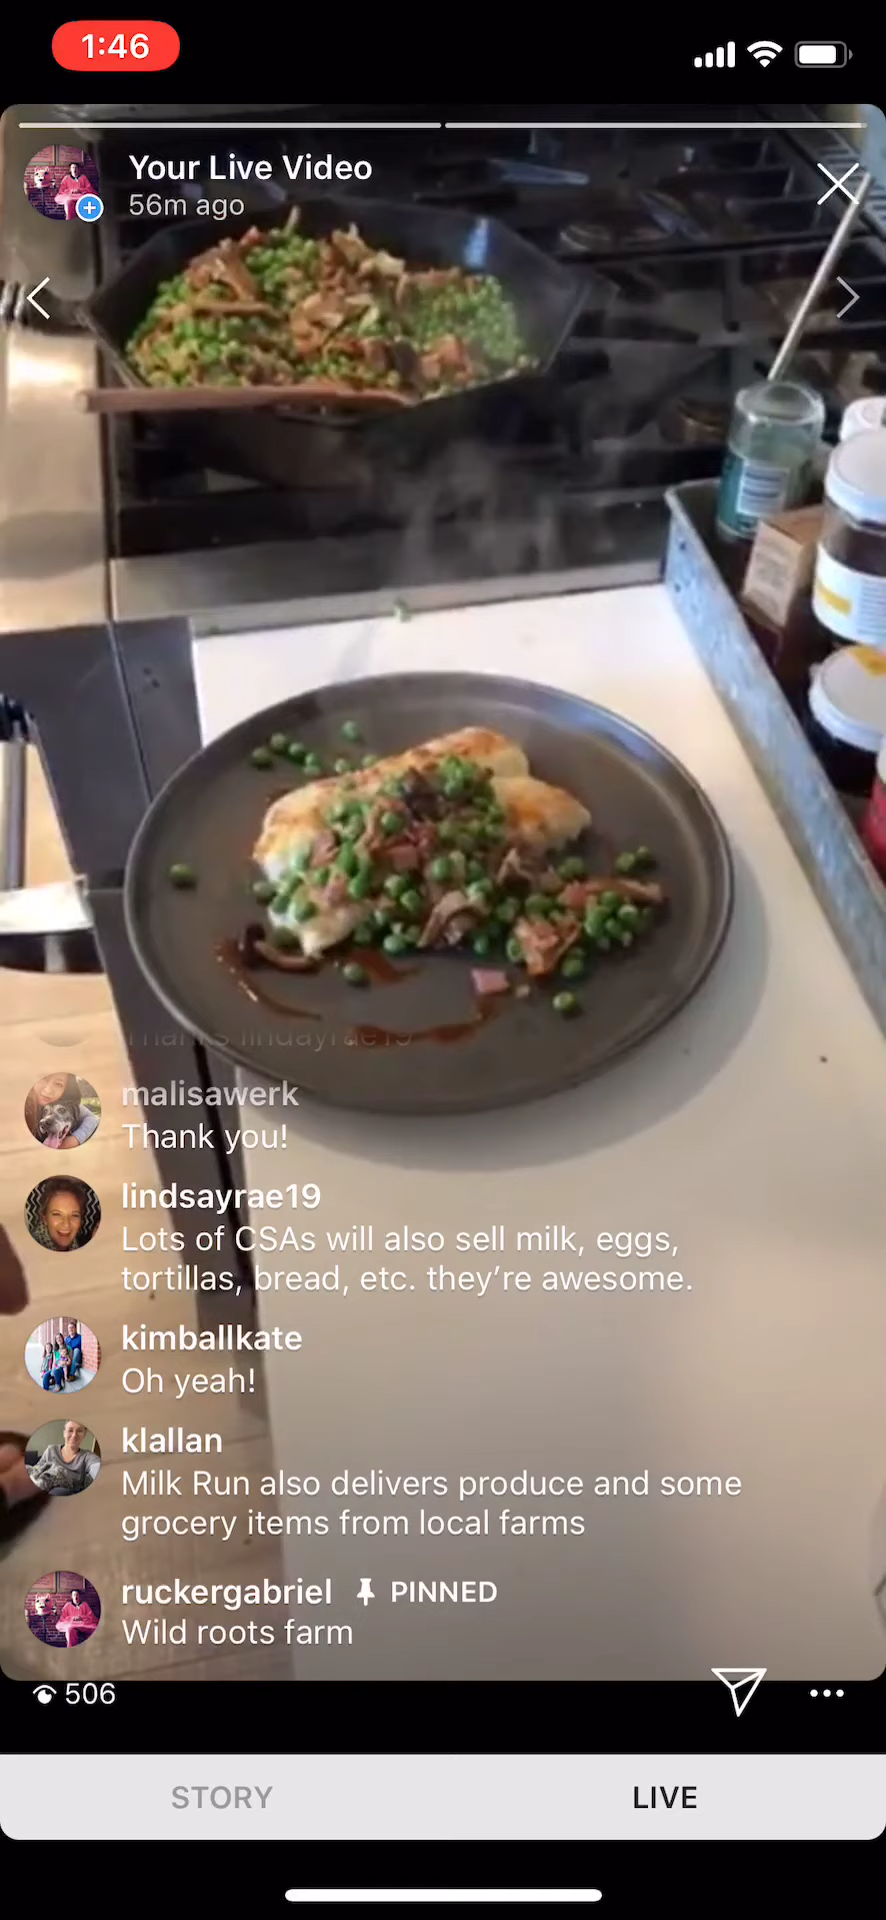 1:46
Your Live Video
56m ago
Thanks lindayrae19
malisawerk
Thank you!
lindsayrae19
Lots of CSAs will also sell milk, eggs,
tortillas, bread, etc. they're awesome.
kimballkate
Oh yeah!
klallan
Milk Run also delivers produce and some
grocery items from local farms
ruckergabriel PINNED
Wild roots farm
506
STORY
LIVE